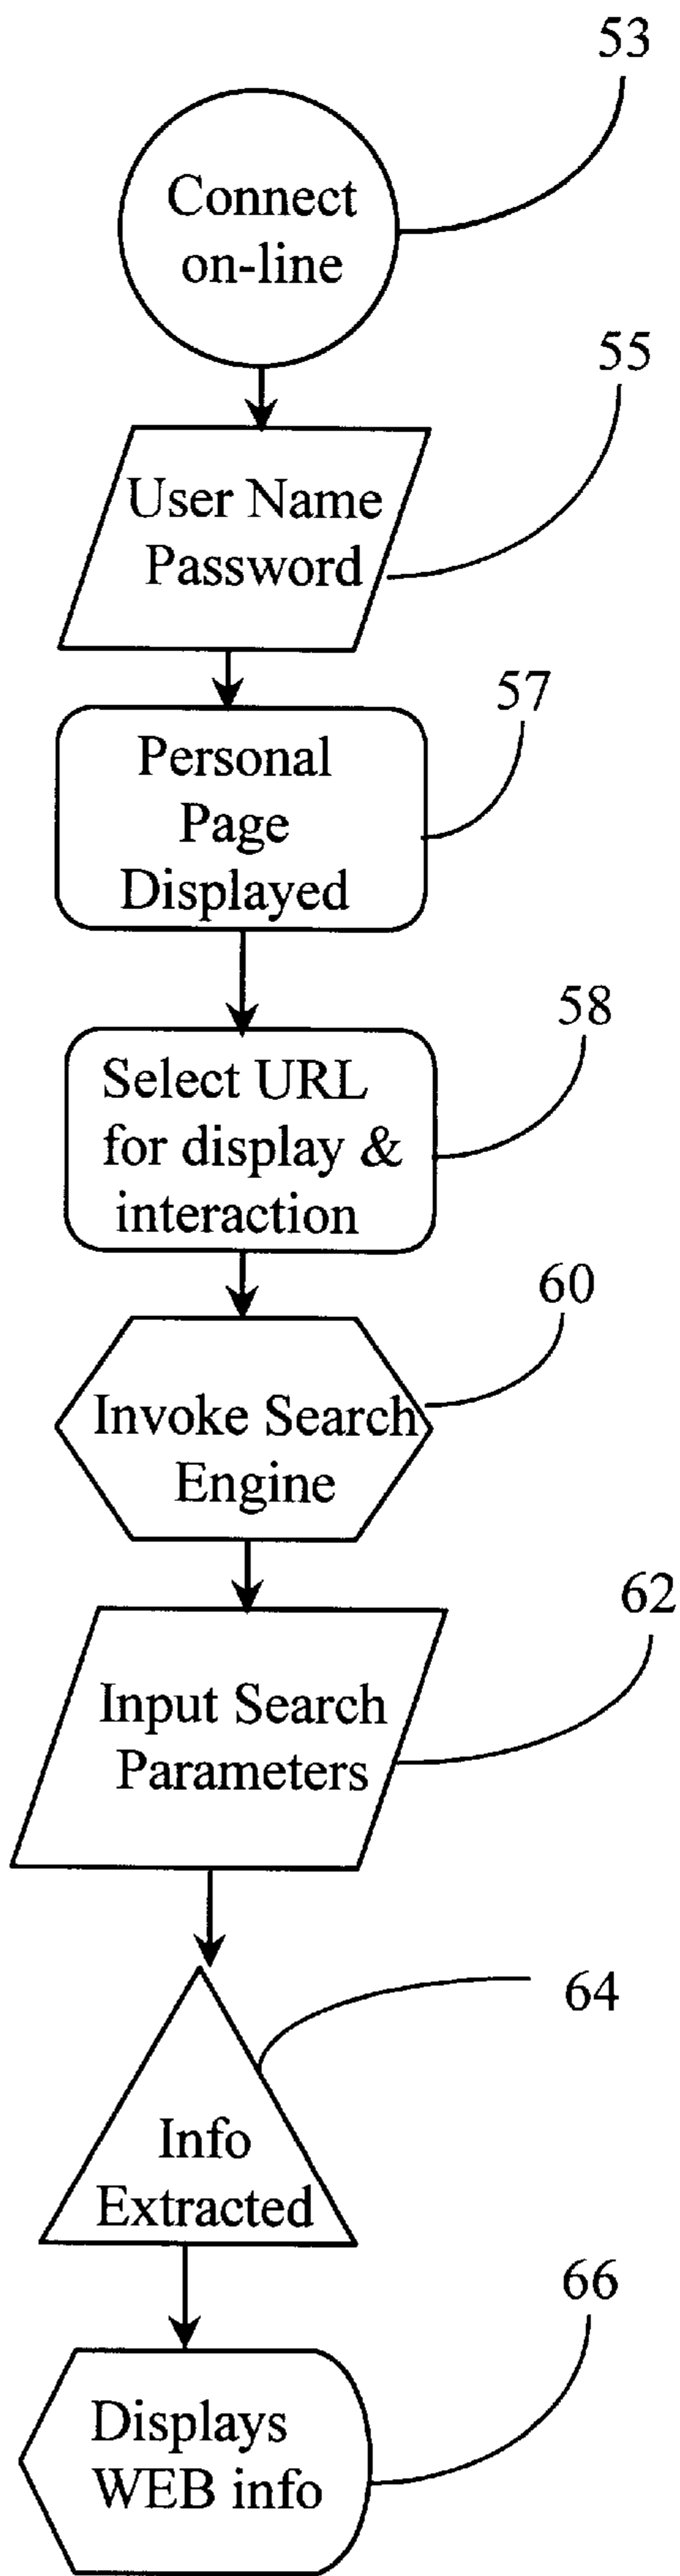 53
Connect
on-line
55
User Name
Password
57
Personal
Page
Displayed
58
Select URL
for display &
interaction
60
Invoke Search
Engine
62
Input Search
Parameters
64
Info
Extracted
66
Displays
WEB info